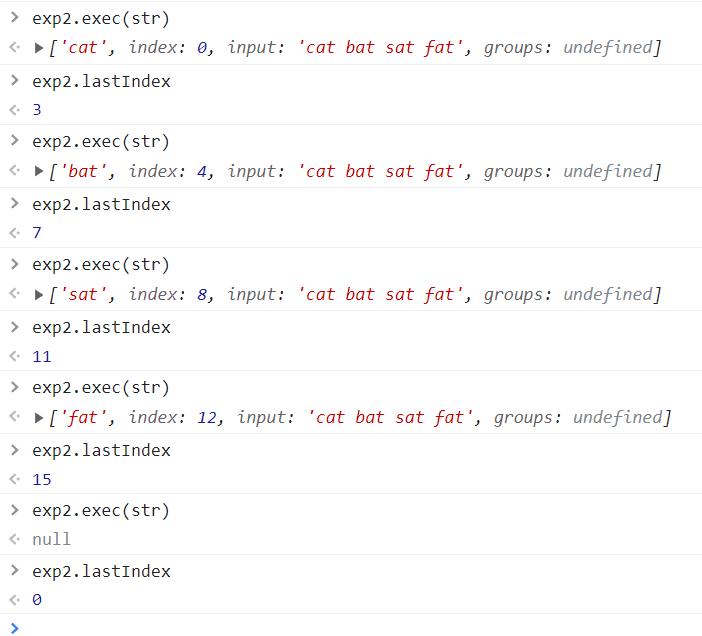 > exp2.exec(str)
<· ▶['cat', index: 0, input: 'cat bat sat fat', groups: undefined]
> exp2.lastIndex
<· 3
> exp2.exec(str)
<· ▶['bat', index: 4, input: 'cat bat sat fat', groups: undefined]
> exp2.lastIndex
<· 7
> exp2.exec(str)
<· ▶['sat', index: 8, input: 'cat bat sat fat', groups: undefined]
> exp2.lastIndex
<· 11
> exp2.exec(str)
<· ▶['fat', index: 12, input: 'cat bat sat fat', groups: undefined]
> exp2.lastIndex
<· 15
> exp2.exec(str)
<· null
> exp2.lastIndex
<· 0
>